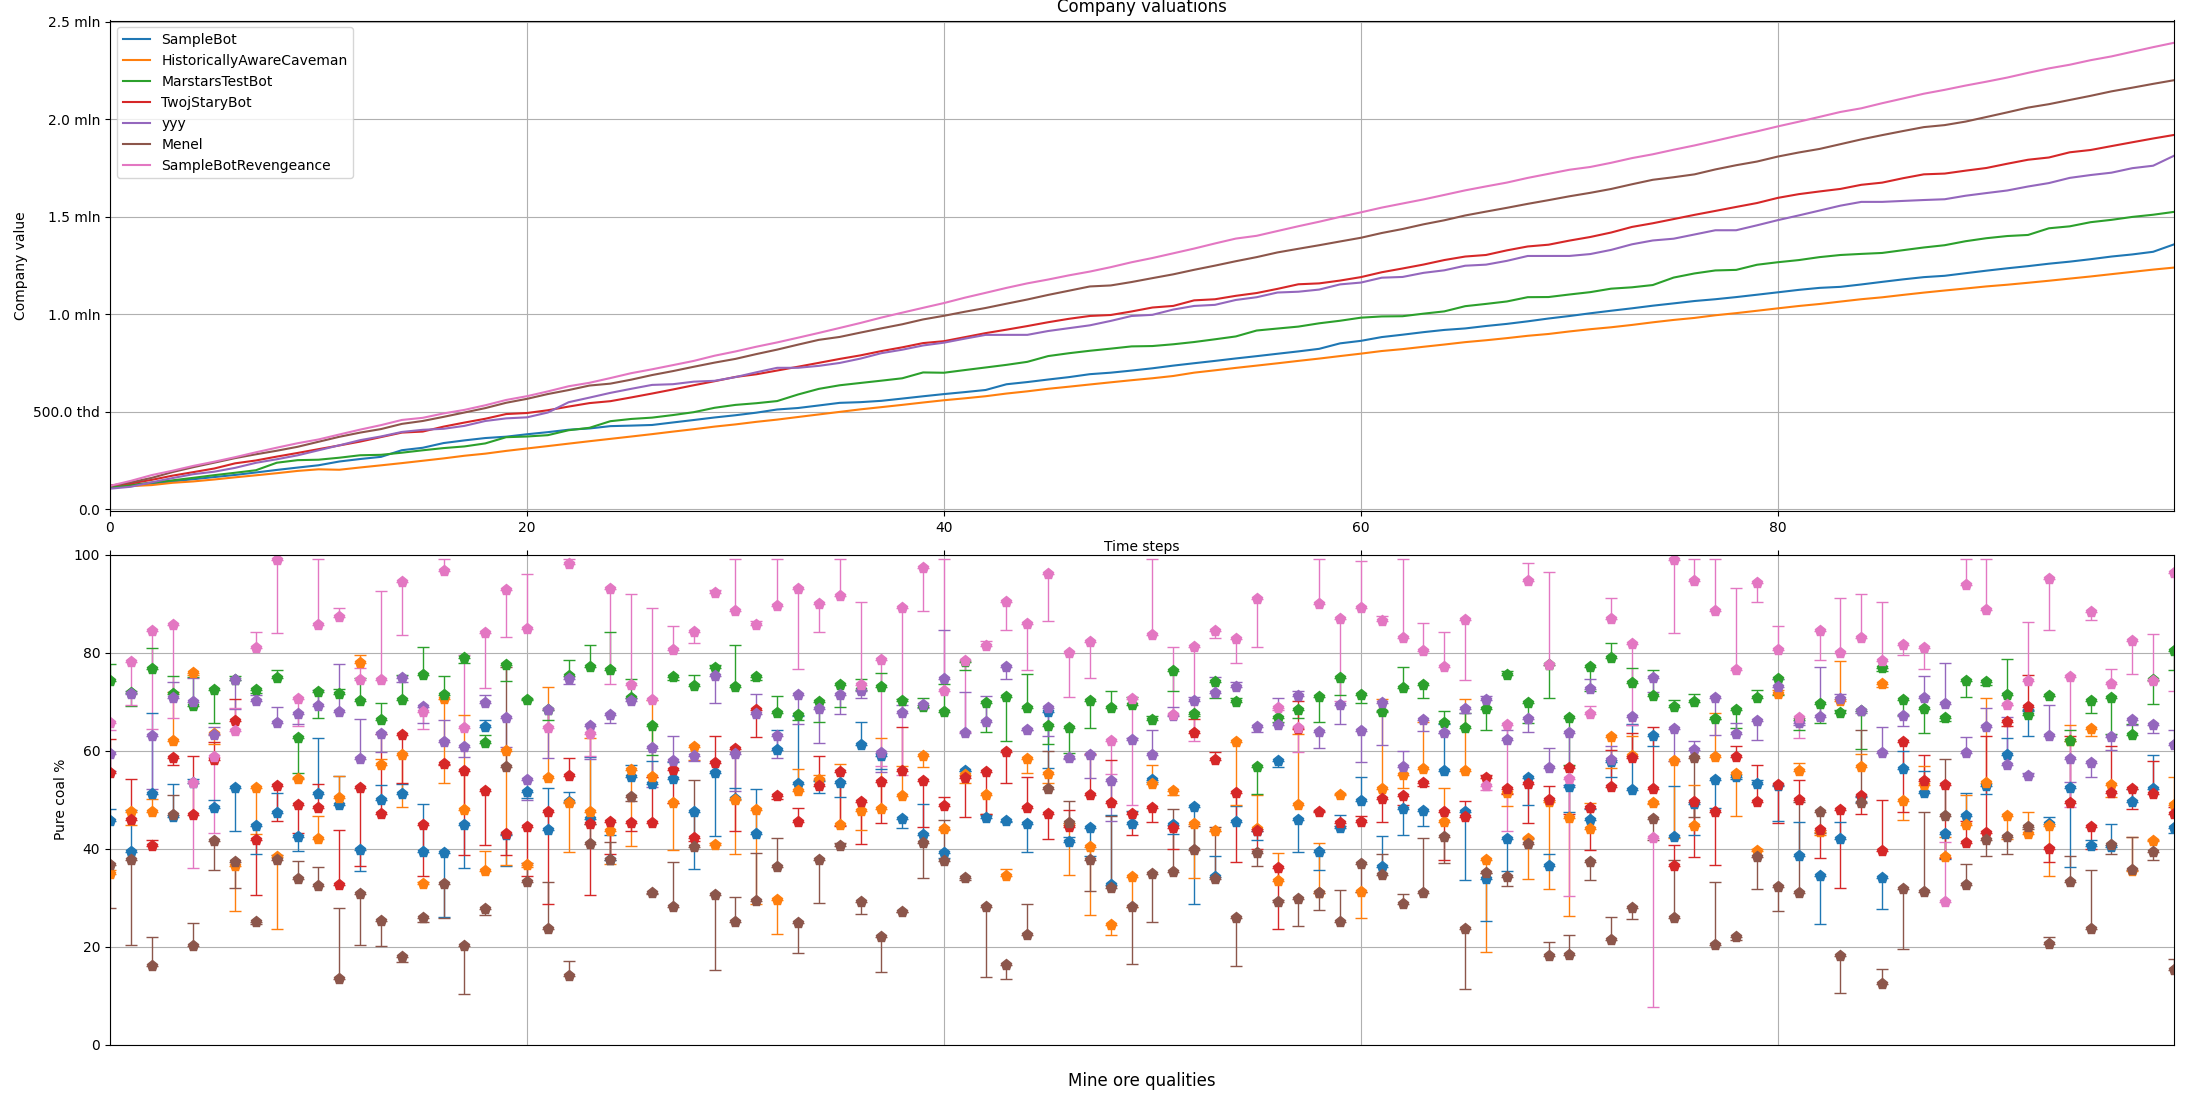 Company valuations
2.5 mln
2.0 mln
1.5 mln
1.0 mln
500.0 thd
0.0
Company value
SampleBot
HistoricallyAwareCaveman
MarstarsTestBot
TwojStaryBot
yyy
Menel
SampleBotRevengeance
0 20 40 60 80
Time steps
100
80
60
40
20
0
Pure coal %
Mine ore qualities